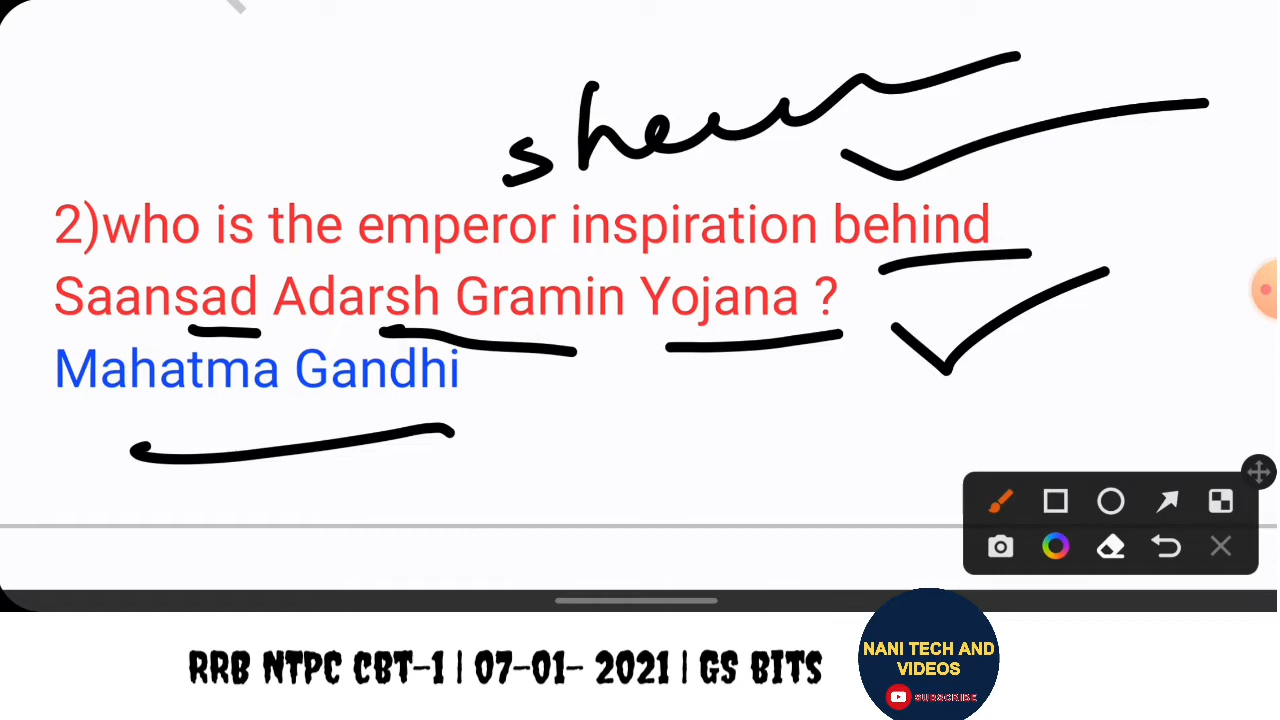 2)who is the emperor inspiration behind
Saansad Adarsh Gramin Yojana ?
Mahatma Gandhi
RRB NTPC CBT-1 | 07-01- 2021 | GS BITS
NANI TECH AND
VIDEOS
SUBSCRIBE